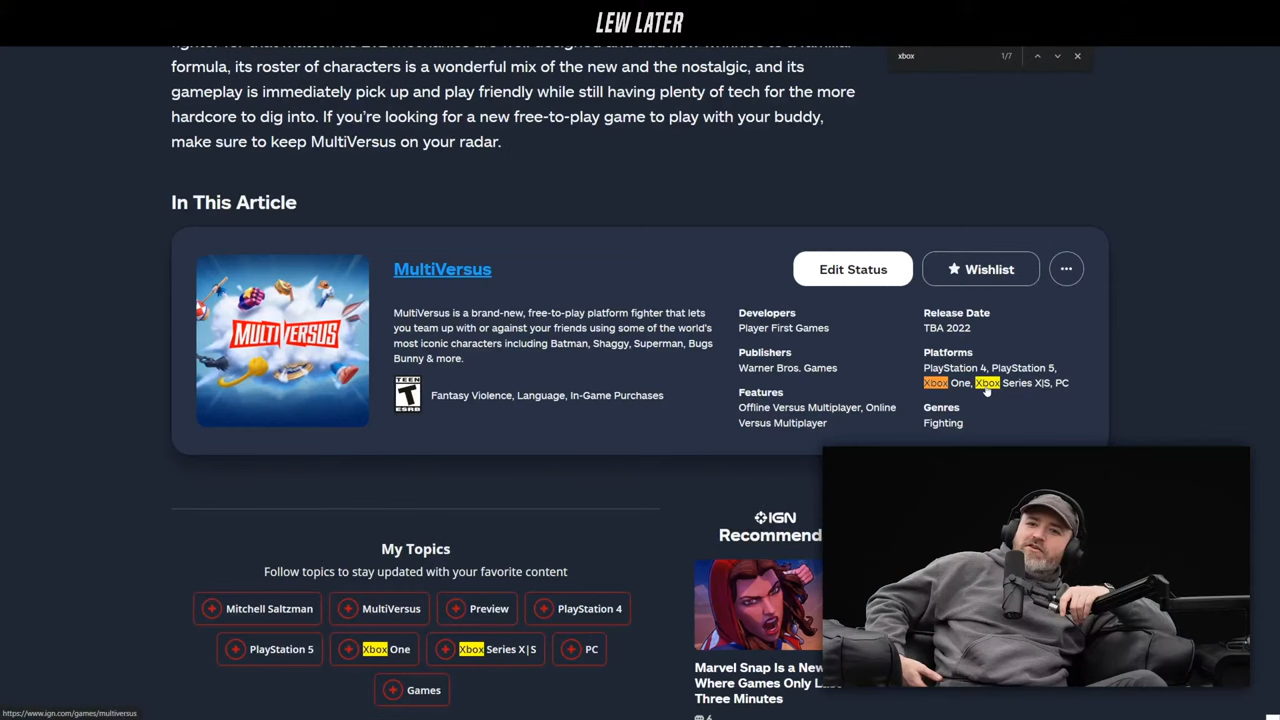 LEW LATER
xbox 1/7
formula, its roster of characters is a wonderful mix of the new and the nostalgic, and its
gameplay is immediately pick up and play friendly while still having plenty of tech for the more
hardcore to dig into. If you're looking for a new free-to-play game to play with your buddy,
make sure to keep MultiVersus on your radar.
In This Article
MULTIVERSUS
MultiVersus
Edit Status
Wishlist
MultiVersus is a brand-new, free-to-play platform fighter that lets
you team up with or against your friends using some of the world's
most iconic characters including Batman, Shaggy, Superman, Bugs
Bunny & more.
TEEN
T
ESRB
Fantasy Violence, Language, In-Game Purchases
Developers
Player First Games
Publishers
Warner Bros. Games
Features
Offline Versus Multiplayer, Online
Versus Multiplayer
Release Date
TBA 2022
Platforms
PlayStation 4, PlayStation 5,
Xbox One, Xbox Series X|S, PC
Genres
Fighting
My Topics
Follow topics to stay updated with your favorite content
Mitchell Saltzman
MultiVersus
Preview
PlayStation 4
PlayStation 5
Xbox One
Xbox Series X|S
PC
Games
IGN
Recommend
Marvel Snap Is a New
Where Games Only La
Three Minutes
https://www.ign.com/games/multiversus